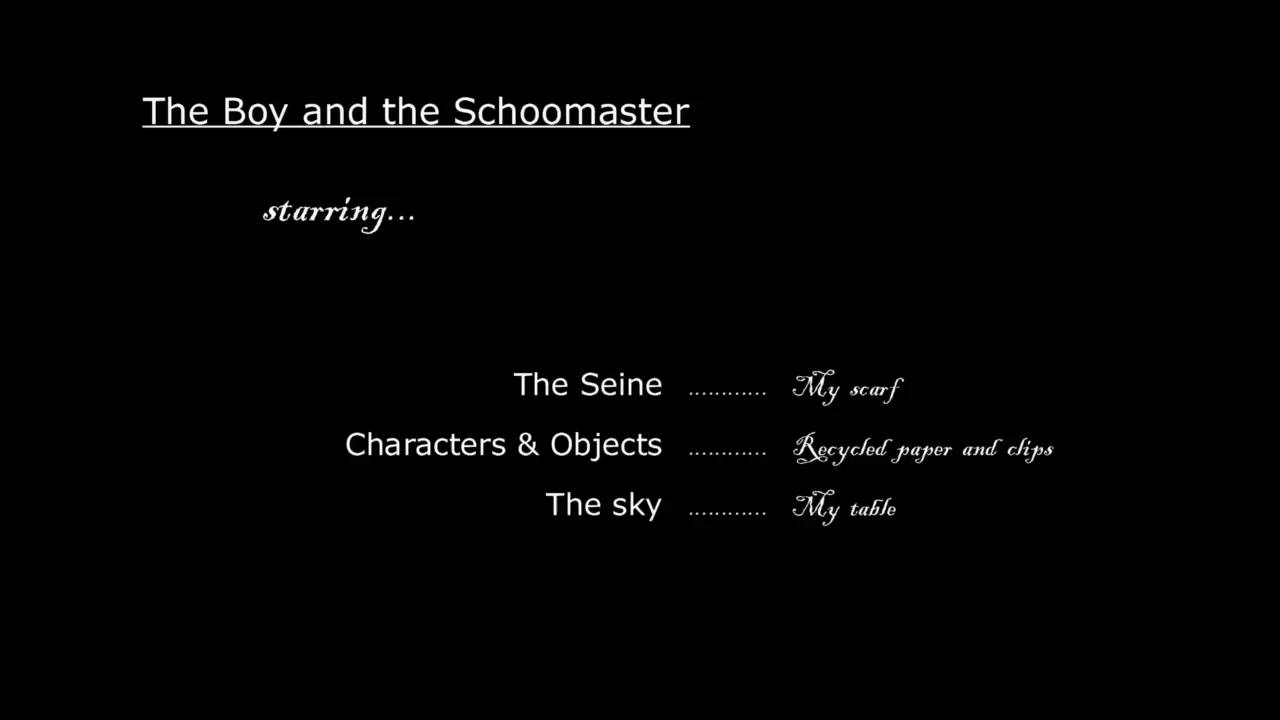 The Boy and the Schoomaster
starring...
The Seine ............ My scarf
Characters & Objects ............ Recycled paper and clips
The sky ............ My table